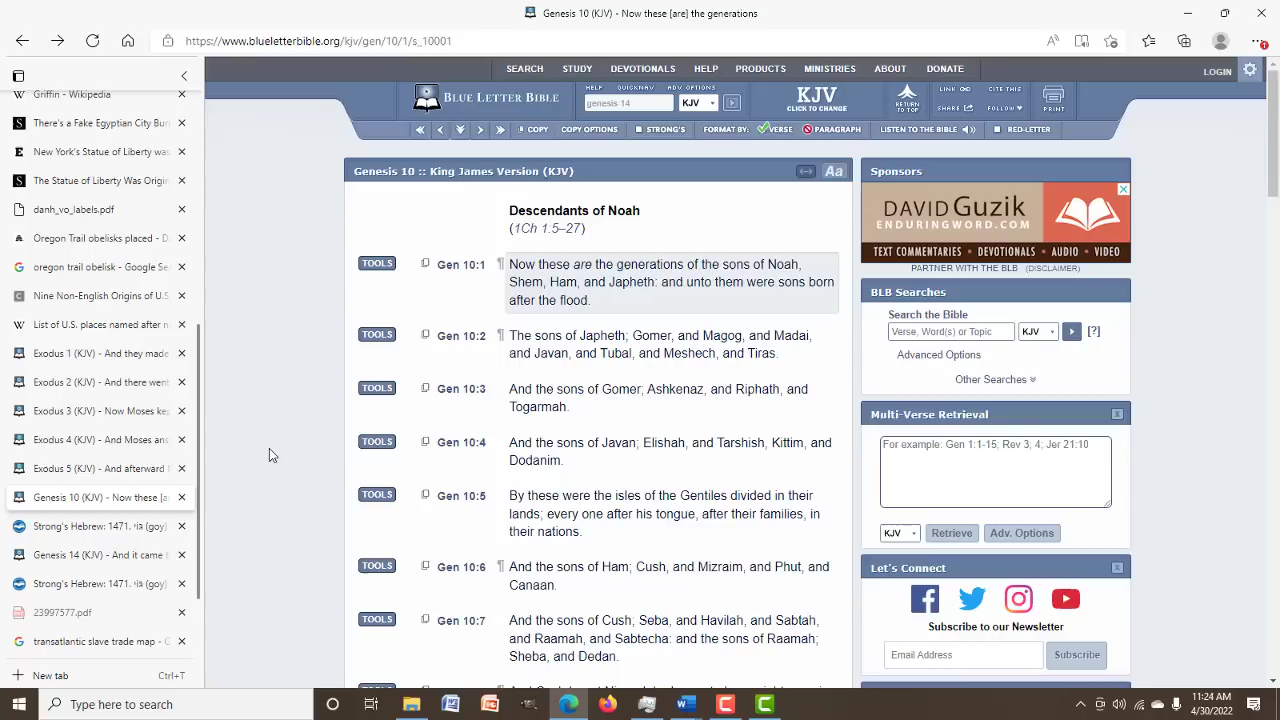 Genesis 10 (KJV) - Now these [are] the generations
https://www.blueletterbible.org/kjv/gen/10/1/s_10001
Griffin - Wikipedia
There's a Fake Egyptian City Bur
New York's Statue of Liberty was
The Statue of Liberty Was Origin
danh_vo_labels.pdf
Oregon Trail obelisks placed - D
oregon trail obelisk - Google Se
Nine Non-English Origins of U.S.
List of U.S. places named after n
Exodus 1 (KJV) - And they made
Exodus 2 (KJV) - And there went
Exodus 3 (KJV) - Now Moses kep
Exodus 4 (KJV) - And Moses ans
Exodus 5 (KJV) - And afterward
Genesis 10 (KJV) - Now these [a
Strong's Hebrew: 1471. גּוֹי (goy)
Genesis 14 (KJV) - And it came t
Strong's Hebrew: 1471. גּוֹי (goy)
23997577.pdf
transatlantic slave trade map - G
New tab Ctrl+T
SEARCH STUDY DEVOTIONALS HELP PRODUCTS MINISTRIES ABOUT DONATE
LOGIN
BLUE LETTER BIBLE
HELP QUICKNAV ADV. OPTIONS
genesis 14 KJV
KJV
CLICK TO CHANGE
RETURN
TO TOP
LINK CITE THIS
SHARE FOLLOW
PRINT
COPY COPY OPTIONS STRONG'S FORMAT BY: VERSE PARAGRAPH LISTEN TO THE BIBLE RED-LETTER
Genesis 10 :: King James Version (KJV)
Aa
Descendants of Noah
(1Ch 1.5–27)
TOOLS Gen 10:1 ¶ Now these are the generations of the sons of Noah,
Shem, Ham, and Japheth: and unto them were sons born
after the flood.
TOOLS Gen 10:2 ¶ The sons of Japheth; Gomer, and Magog, and Madai,
and Javan, and Tubal, and Meshech, and Tiras.
TOOLS Gen 10:3 And the sons of Gomer; Ashkenaz, and Riphath, and
Togarmah.
TOOLS Gen 10:4 And the sons of Javan; Elishah, and Tarshish, Kittim, and
Dodanim.
TOOLS Gen 10:5 By these were the isles of the Gentiles divided in their
lands; every one after his tongue, after their families, in
their nations.
TOOLS Gen 10:6 ¶ And the sons of Ham; Cush, and Mizraim, and Phut, and
Canaan.
TOOLS Gen 10:7 And the sons of Cush; Seba, and Havilah, and Sabtah,
and Raamah, and Sabtecha: and the sons of Raamah;
Sheba, and Dedan.
Sponsors
DAVID Guzik
ENDURINGWORD.COM
TEXT COMMENTARIES • DEVOTIONALS • AUDIO • VIDEO
PARTNER WITH THE BLB (DISCLAIMER)
BLB Searches
Search the Bible
Verse, Word(s) or Topic KJV [?]
Advanced Options
Other Searches
Multi-Verse Retrieval
For example: Gen 1:1-15; Rev 3; 4; Jer 21:10
KJV Retrieve Adv. Options
Let's Connect
Subscribe to our Newsletter
Email Address Subscribe
Type here to search
11:24 AM
4/30/2022